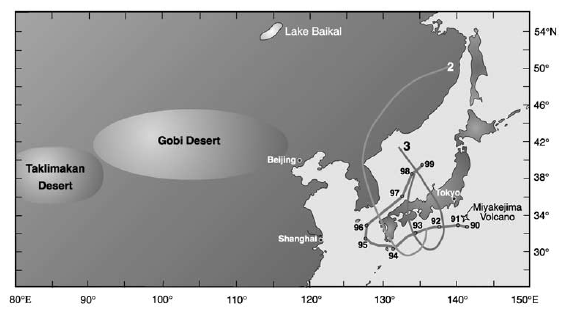 54°N
Lake Baikal
2
50°
46°
Gobi Desert
42°
3
Beijing
98
99
Taklimakan
Desert
38°
97
Tokyo
Miyakejima
Volcano
96
93
92
91
90
34°
Shanghai
95
94
30°
80°E
90°
100°
110°
120°
130°
140°
150°E